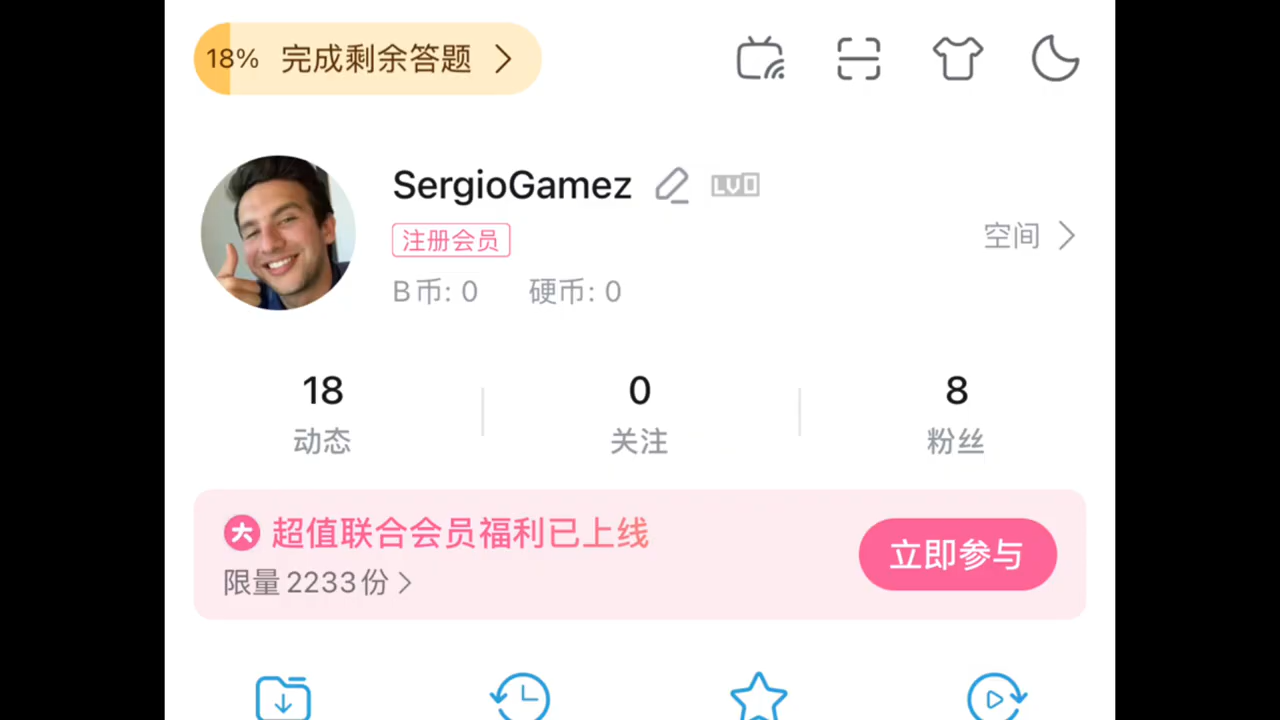 18% 完成剩余答题
SergioGamez LV0
注册会员
空间
B币: 0 硬币: 0
18 0 8
动态 关注 粉丝
大 超值联合会员福利已上线
限量2233份
立即参与